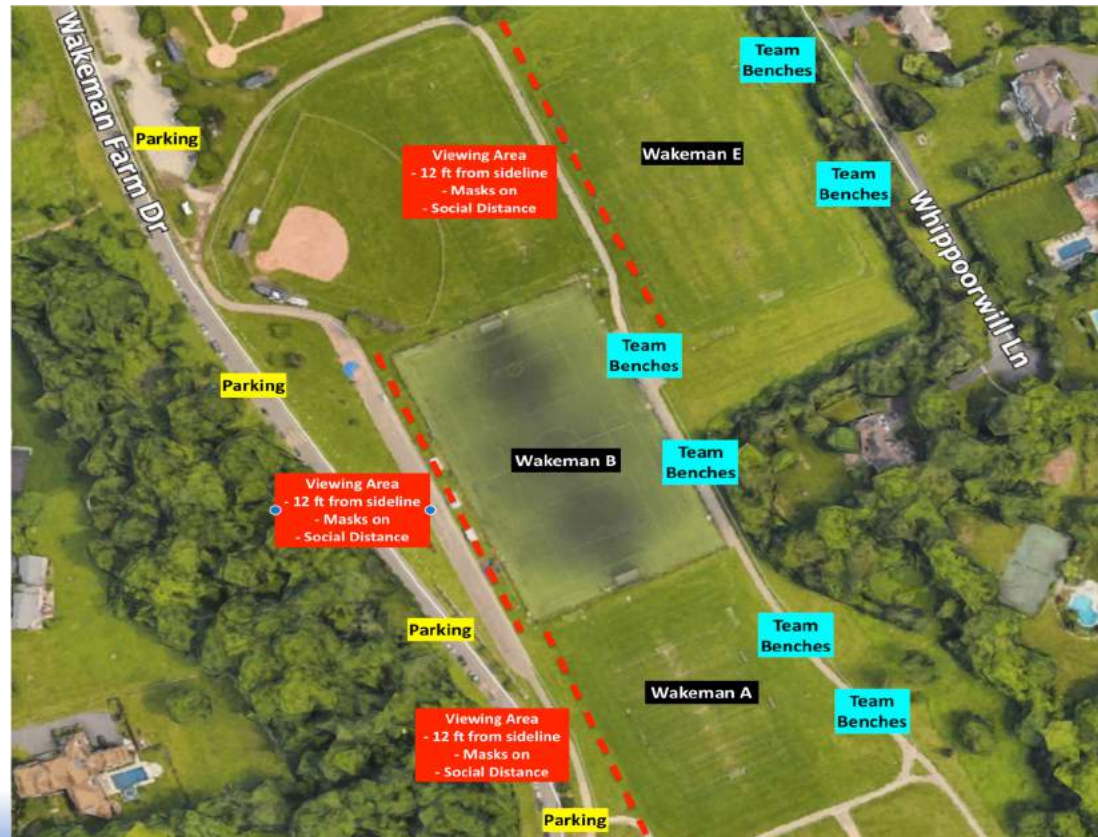 Wakeman Farm Dr
Team
Benches
Parking
Viewing Area
- 12 ft from sideline
- Masks on
- Social Distance
Wakeman E
Team
Benches
Whippoorwill Ln
Team
Benches
Parking
Wakeman B
Team
Benches
Viewing Area
- 12 ft from sideline
- Masks on
- Social Distance
Parking
Team
Benches
Wakeman A
Team
Benches
Viewing Area
- 12 ft from sideline
- Masks on
- Social Distance
Parking